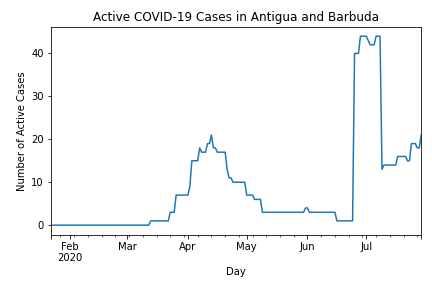 Active COVID-19 Cases in Antigua and Barbuda
Number of Active Cases
40
30
20
10
0
Feb Mar Apr May Jun Jul
2020
Day